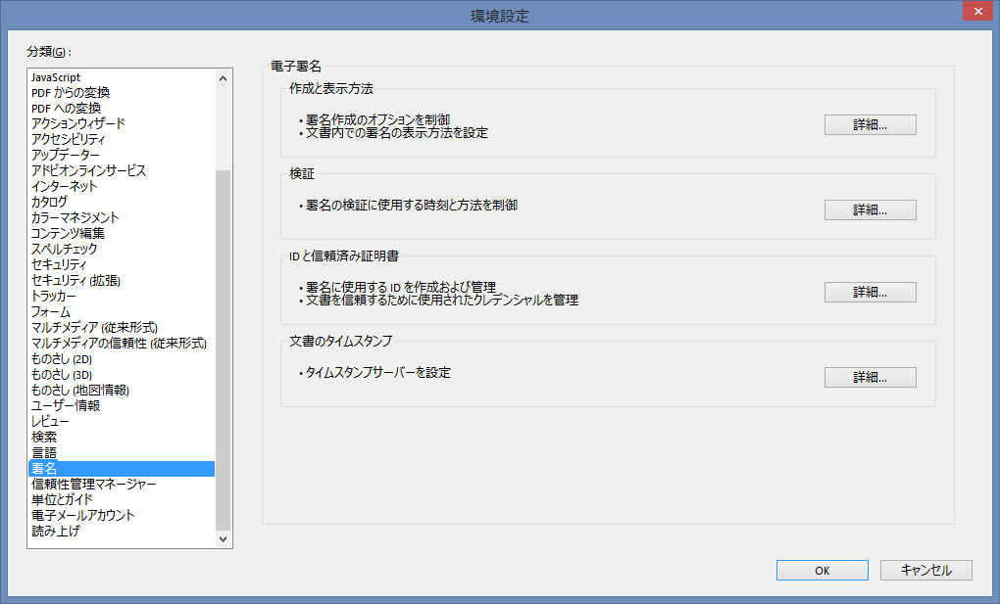 環境設定
分類(G) :
JavaScript
PDF からの変換
PDF への変換
アクションウィザード
アクセシビリティ
アップデーター
アドビオンラインサービス
インターネット
カタログ
カラーマネジメント
コンテンツ編集
スペルチェック
セキュリティ
セキュリティ (拡張)
トラッカー
フォーム
マルチメディア (従来形式)
マルチメディアの信頼性 (従来形式)
ものさし (2D)
ものさし (3D)
ものさし (地図情報)
ユーザー情報
レビュー
検索
言語
署名
信頼性管理マネージャー
単位とガイド
電子メールアカウント
読み上げ
電子署名
作成と表示方法
・署名作成のオプションを制御
・文書内での署名の表示方法を設定
詳細...
検証
・署名の検証に使用する時刻と方法を制御
詳細...
ID と信頼済み証明書
・署名に使用する ID を作成および管理
・文書を信頼するために使用されたクレデンシャルを管理
詳細...
文書のタイムスタンプ
・タイムスタンプサーバーを設定
詳細...
OK
キャンセル